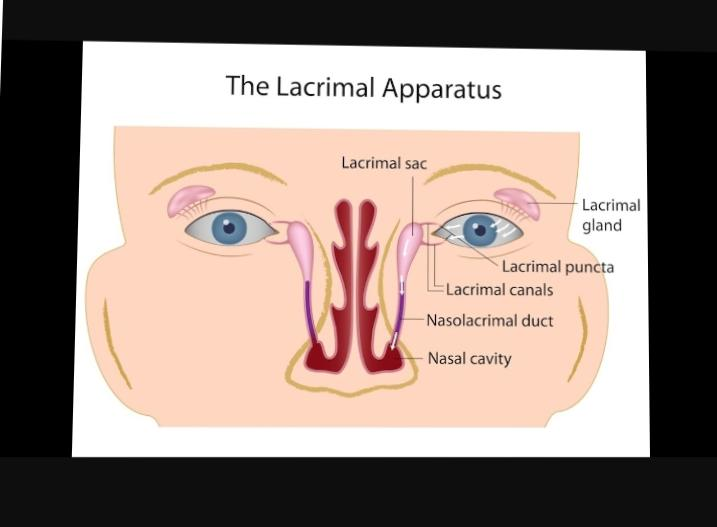 The Lacrimal Apparatus
Lacrimal sac
Lacrimal
gland
Lacrimal puncta
Lacrimal canals
Nasolacrimal duct
Nasal cavity